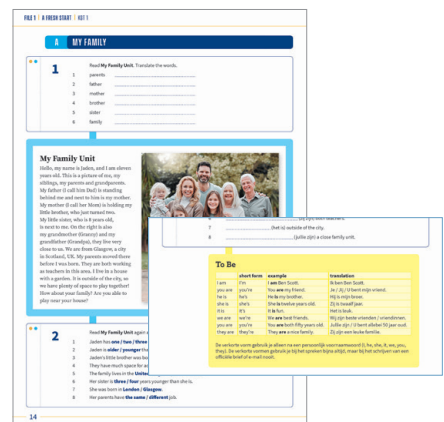 FILE 1 | A FRESH START | KGT 1
A MY FAMILY
1
Read My Family Unit. Translate the words.
1 parents
2 father
3 mother
4 brother
5 sister
6 family
My Family Unit
Hello, my name is Jaden, and I am eleven
years old. This is a picture of me, my
siblings, my parents and grandparents.
My father (I call him Dad) is standing
behind me and next to him is my mother.
My mother (I call her Mom) is holding my
little brother, who just turned two.
My little sister, who is 8 years old,
is next to me. On the right is also
my grandmother (Granny) and my
grandfather (Grandpa), they live very
close to us. We are from Glasgow, a city
in Scotland, UK. My parents moved there
before I was born. They are both working
as teachers in this area. I live in a house
with a garden. It is outside of the city, so
we have plenty of space to play together!
How about your family? Are you able to
play near your house?
7 (het is) outside of the city.
8 (jullie zijn) a close family unit.
To Be
short form example translation
I am I'm I am Ben Scott. Ik ben Ben Scott.
you are you're You are my friend. Je / Jij / U bent mijn vriend.
he is he's He is my brother. Hij is mijn broer.
she is she's She is twelve years old. Zij is twaalf jaar.
it is it's It is fun. Het is leuk.
we are we're We are best friends. Wij zijn beste vrienden / vriendinnen.
you are you're You are both fifty years old. Jullie zijn / U bent allebei 50 jaar oud.
they are they're They are a nice family. Zij zijn een leuke familie.
De verkorte vorm gebruik je alleen na een persoonlijk voornaamwoord (I, he, she, it, we, you,
they). De verkorte vormen gebruik je bij het spreken bijna altijd, maar bij het schrijven van een
officiële brief of e-mail nooit.
2
Read My Family Unit again
1 Jaden has one / two / three
2 Jaden is older / younger
3 Jaden's little brother was
4 They have much space for
5 The family lives in the
6 Her sister is three / four years younger than she is.
7 She was born in London / Glasgow.
8 Her parents have the same / different job.
14